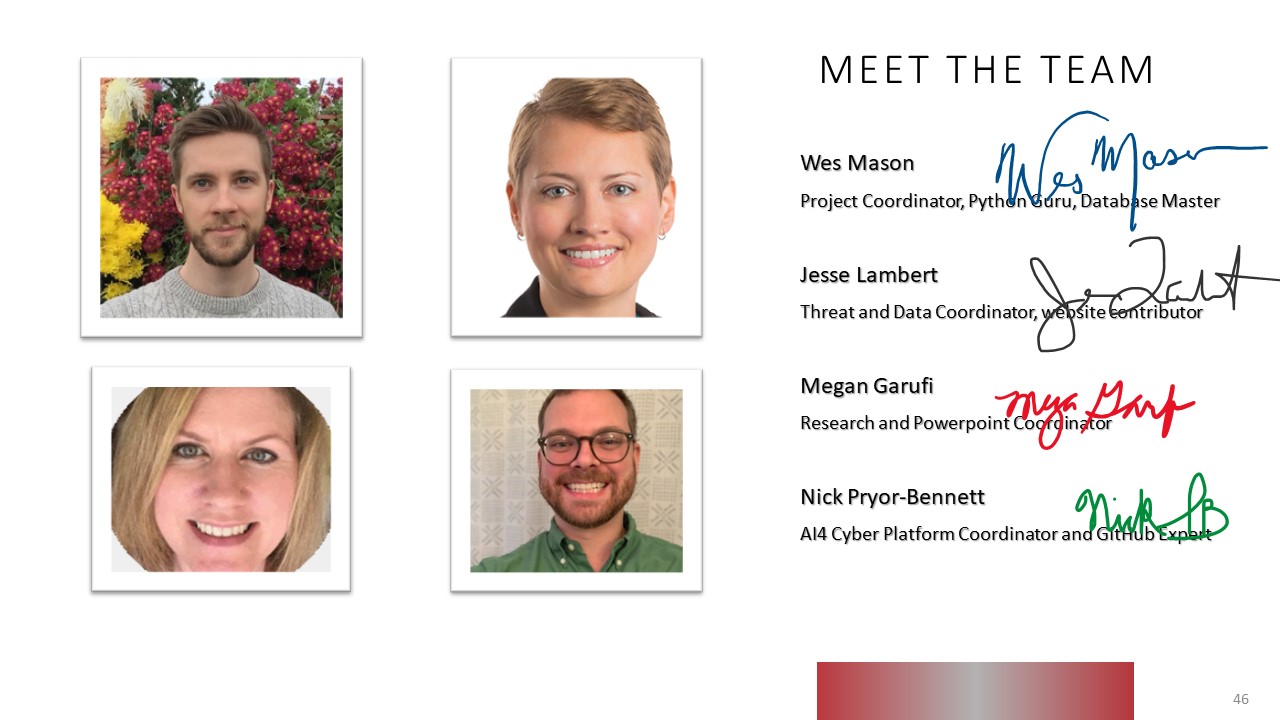 MEET THE TEAM
Wes Mason
Wes Mason
Project Coordinator, Python Guru, Database Master
Jesse Lambert
Threat and Data Coordinator, website contributor
Megan Garufi
Research and Powerpoint Coordinator
Nick Pryor-Bennett
Nick PB
AI4 Cyber Platform Coordinator and GitHub Expert
46